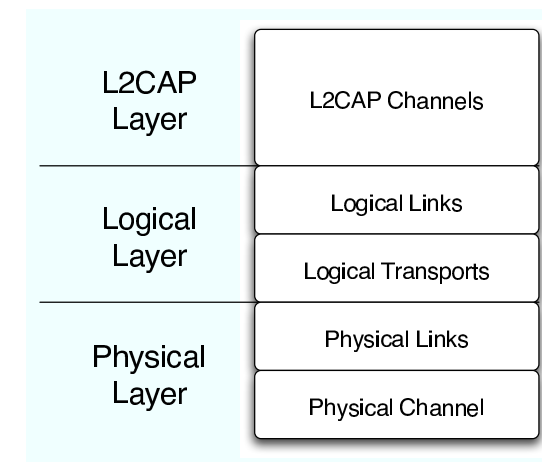 L2CAP
Layer
L2CAP Channels
Logical
Layer
Logical Links
Logical Transports
Physical
Layer
Physical Links
Physical Channel